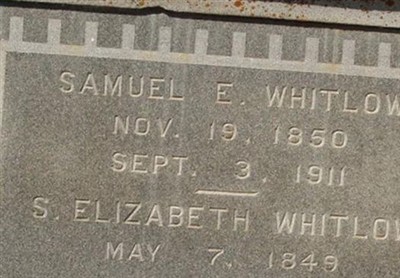 SAMUEL E. WHITLOW
NOV. 19, 1850
SEPT. 3, 1911
S. ELIZABETH WHITLOW
MAY 7, 1849